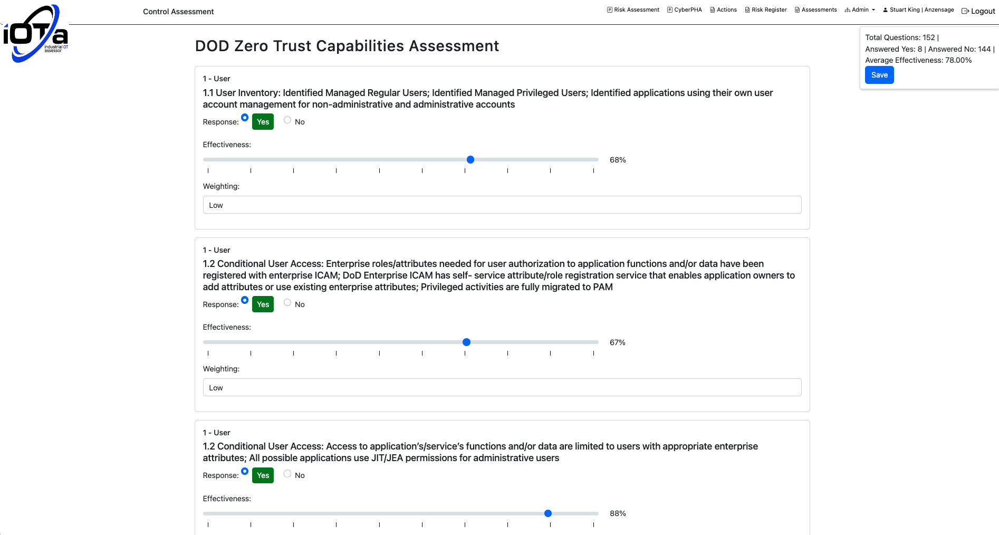 iOTa
industrial OT
assessor
Control Assessment
Risk Assessment CyberPHA Actions Risk Register Assessments Admin Stuart King | Anzensage Logout
Total Questions: 152 |
Answered Yes: 8 | Answered No: 144 |
Average Effectiveness: 78.00%
Save
DOD Zero Trust Capabilities Assessment
1 - User
1.1 User Inventory: Identified Managed Regular Users; Identified Managed Privileged Users; Identified applications using their own user
account management for non-administrative and administrative accounts
Response: Yes No
Effectiveness:
68%
Weighting:
Low
1 - User
1.2 Conditional User Access: Enterprise roles/attributes needed for user authorization to application functions and/or data have been
registered with enterprise ICAM; DoD Enterprise ICAM has self- service attribute/role registration service that enables application owners to
add attributes or use existing enterprise attributes; Privileged activities are fully migrated to PAM
Response: Yes No
Effectiveness:
67%
Weighting:
Low
1 - User
1.2 Conditional User Access: Access to application’s/service’s functions and/or data are limited to users with appropriate enterprise
attributes; All possible applications use JIT/JEA permissions for administrative users
Response: Yes No
Effectiveness:
88%